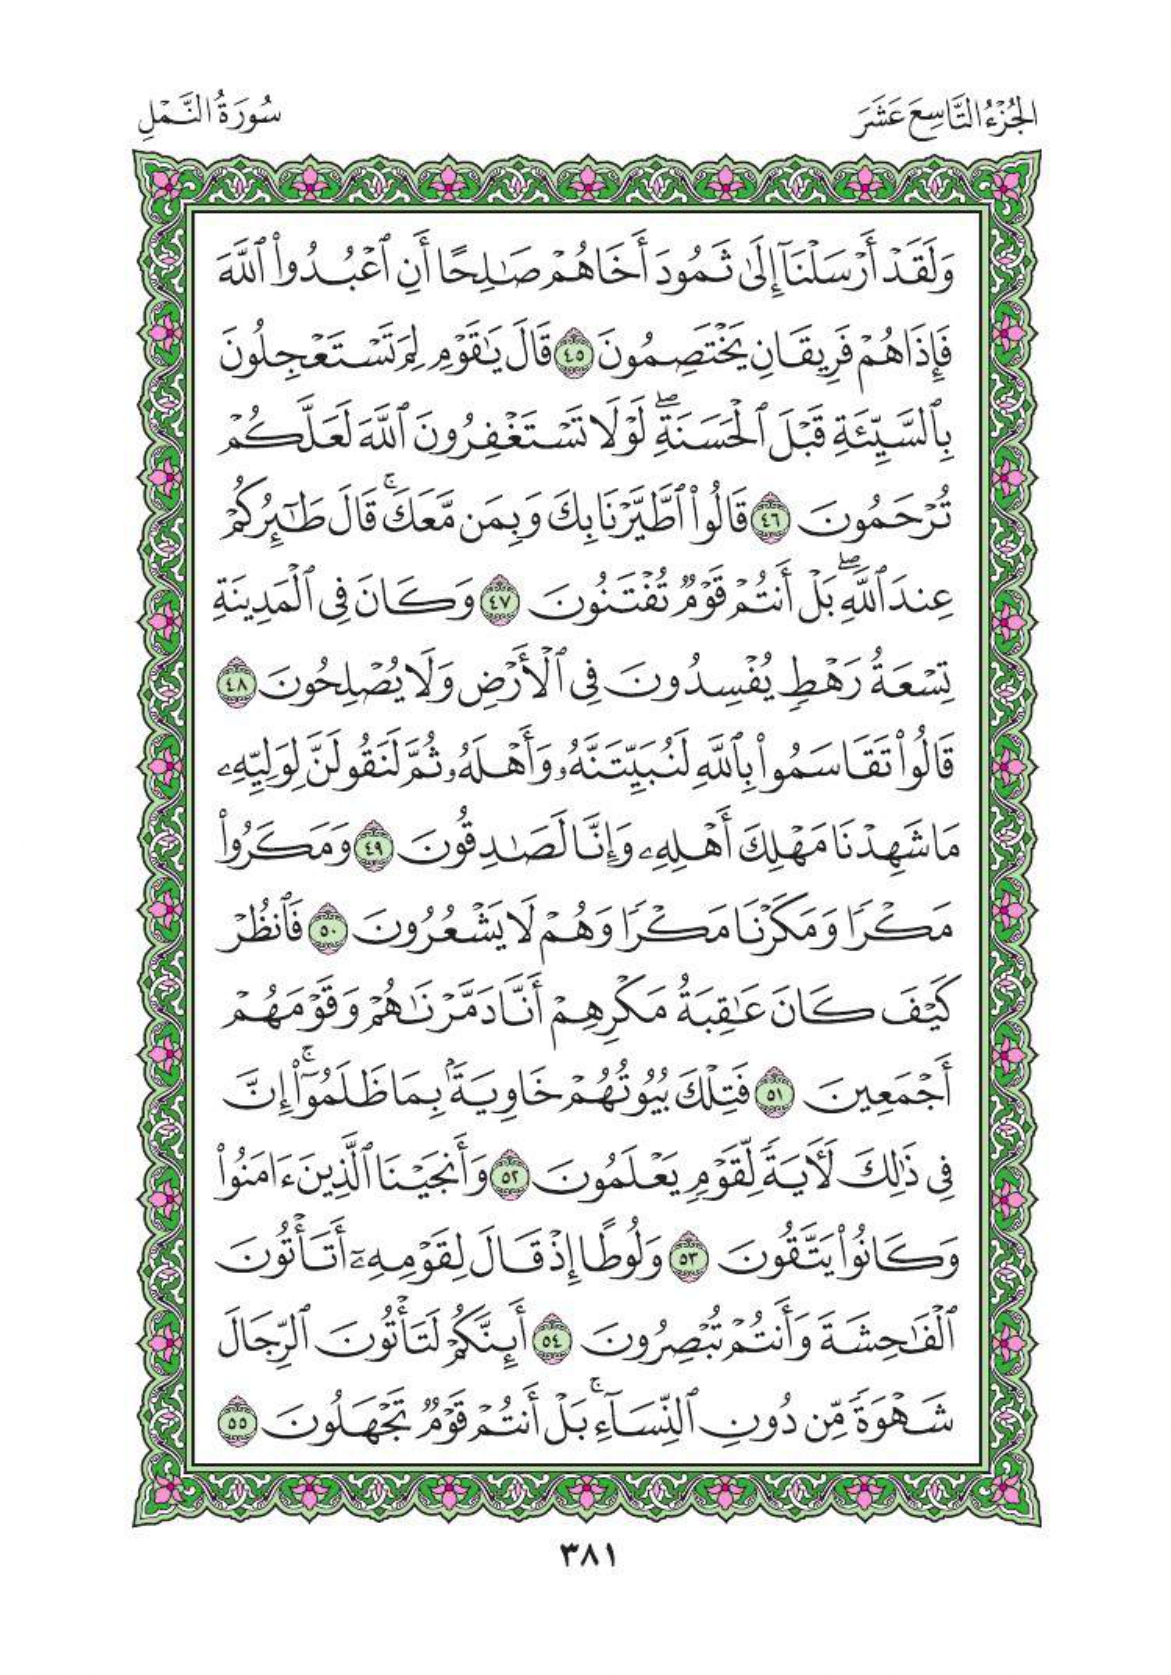 الجُزْءُ التَّاسِعَ عَشَرَ
سُورَةُ النَّمْلِ
وَلَقَدْ أَرْسَلْنَآ إِلَىٰ ثَمُودَ أَخَاهُمْ صَٰلِحًا أَنِ ٱعْبُدُوا۟ ٱللَّهَ
فَإِذَا هُمْ فَرِيقَانِ يَخْتَصِمُونَ ٤٥ قَالَ يَٰقَوْمِ لِمَ تَسْتَعْجِلُونَ
بِٱلسَّيِّئَةِ قَبْلَ ٱلْحَسَنَةِ ۖ لَوْلَا تَسْتَغْفِرُونَ ٱللَّهَ لَعَلَّكُمْ
تُرْحَمُونَ ٤٦ قَالُوا۟ ٱطَّيَّرْنَا بِكَ وَبِمَن مَّعَكَ ۚ قَالَ طَٰٓئِرُكُمْ
عِندَ ٱللَّهِ ۖ بَلْ أَنتُمْ قَوْمٌ تُفْتَنُونَ ٤٧ وَكَانَ فِى ٱلْمَدِينَةِ
تِسْعَةُ رَهْطٍ يُفْسِدُونَ فِى ٱلْأَرْضِ وَلَا يُصْلِحُونَ ٤٨
قَالُوا۟ تَقَاسَمُوا۟ بِٱللَّهِ لَنُبَيِّتَنَّهُۥ وَأَهْلَهُۥ ثُمَّ لَنَقُولَنَّ لِوَلِيِّهِۦ
مَا شَهِدْنَا مَهْلِكَ أَهْلِهِۦ وَإِنَّا لَصَٰدِقُونَ ٤٩ وَمَكَرُوا۟
مَكْرًا وَمَكَرْنَا مَكْرًا وَهُمْ لَا يَشْعُرُونَ ٥٠ فَٱنظُرْ
كَيْفَ كَانَ عَٰقِبَةُ مَكْرِهِمْ أَنَّا دَمَّرْنَٰهُمْ وَقَوْمَهُمْ
أَجْمَعِينَ ٥١ فَتِلْكَ بُيُوتُهُمْ خَاوِيَةًۢ بِمَا ظَلَمُوٓا۟ ۚ إِنَّ
فِى ذَٰلِكَ لَءَايَةً لِّقَوْمٍ يَعْلَمُونَ ٥٢ وَأَنجَيْنَا ٱلَّذِينَ ءَامَنُوا۟
وَكَانُوا۟ يَتَّقُونَ ٥٣ وَلُوطًا إِذْ قَالَ لِقَوْمِهِۦٓ أَتَأْتُونَ
ٱلْفَٰحِشَةَ وَأَنتُمْ تُبْصِرُونَ ٥٤ أَئِنَّكُمْ لَتَأْتُونَ ٱلرِّجَالَ
شَهْوَةً مِّن دُونِ ٱلنِّسَآءِ ۚ بَلْ أَنتُمْ قَوْمٌ تَجْهَلُونَ ٥٥
٣٨١